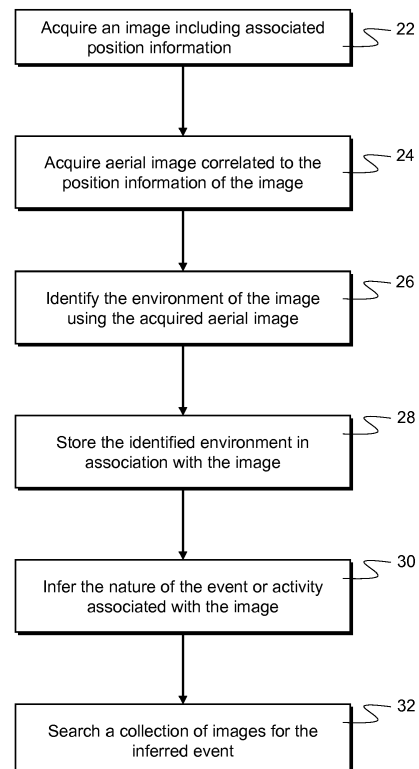 Acquire an image including associated
position information
22
Acquire aerial image correlated to the
position information of the image
24
Identify the environment of the image
using the acquired aerial image
26
Store the identified environment in
association with the image
28
Infer the nature of the event or activity
associated with the image
30
Search a collection of images for the
inferred event
32